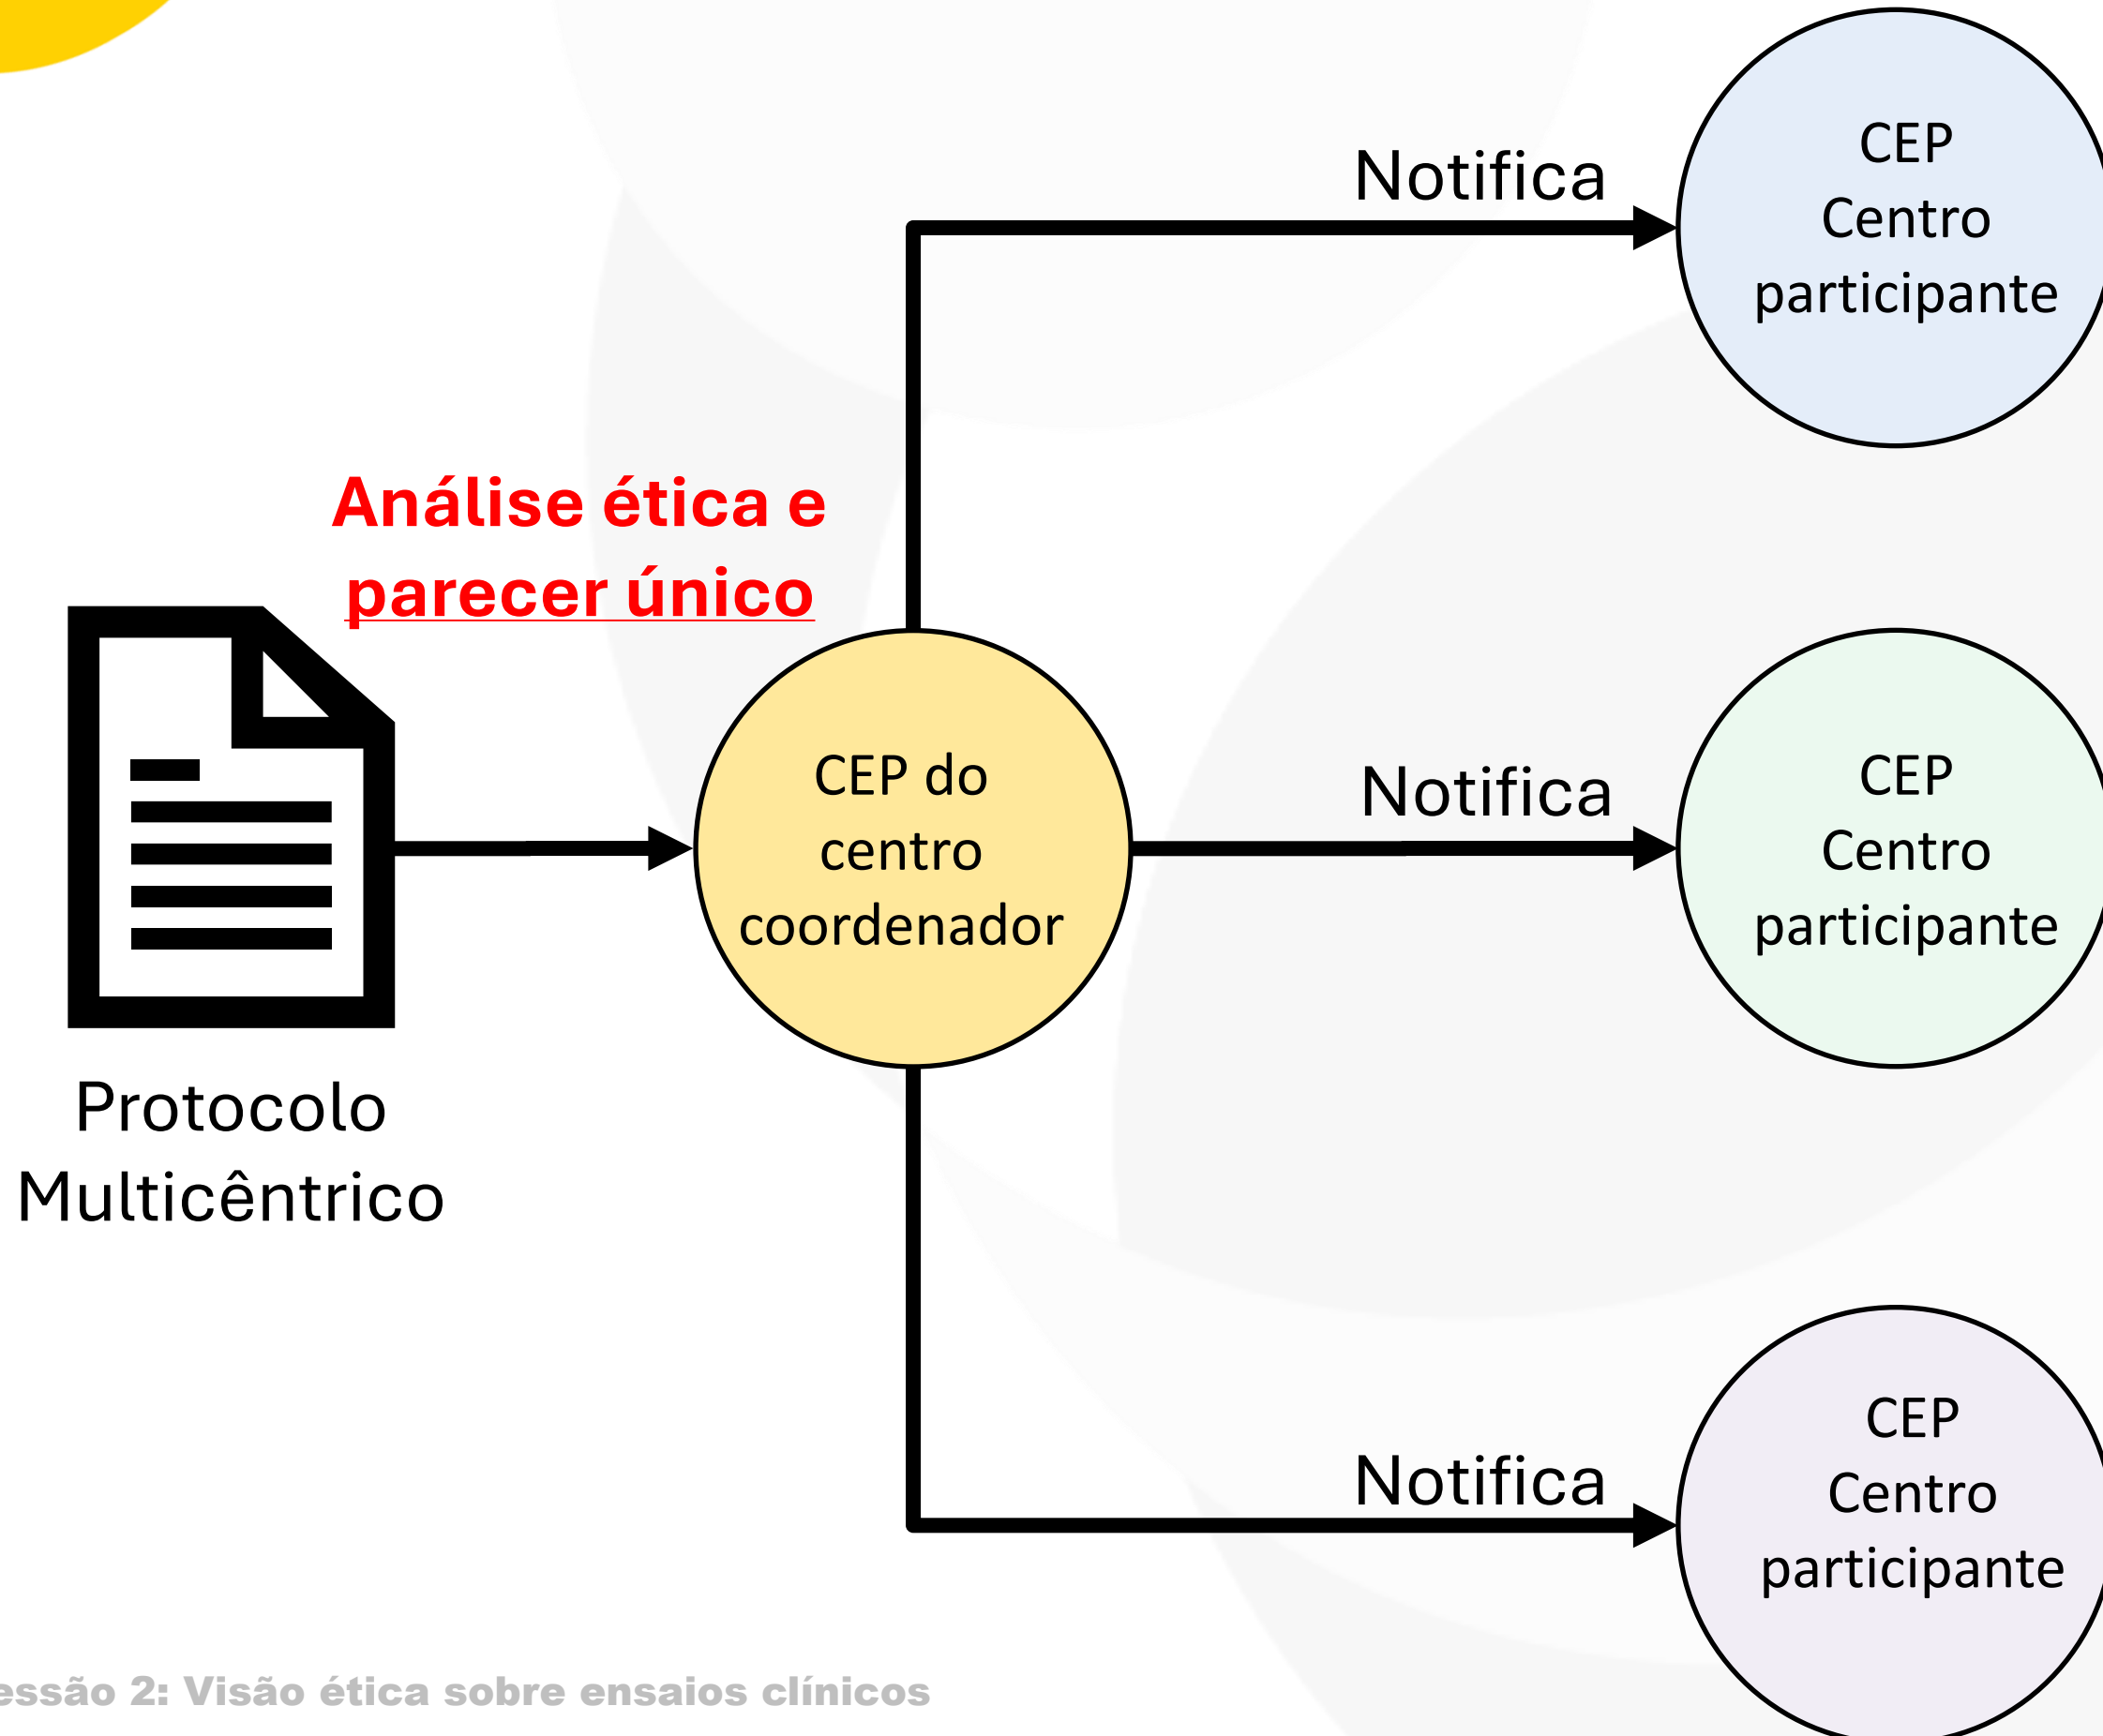 Notifica
CEP
Centro
participante
Análise ética e
parecer único
CEP do
centro
coordenador
Notifica
CEP
Centro
participante
Protocolo
Multicêntrico
Notifica
CEP
Centro
participante
essão 2: Visão ética sobre ensaios clínicos